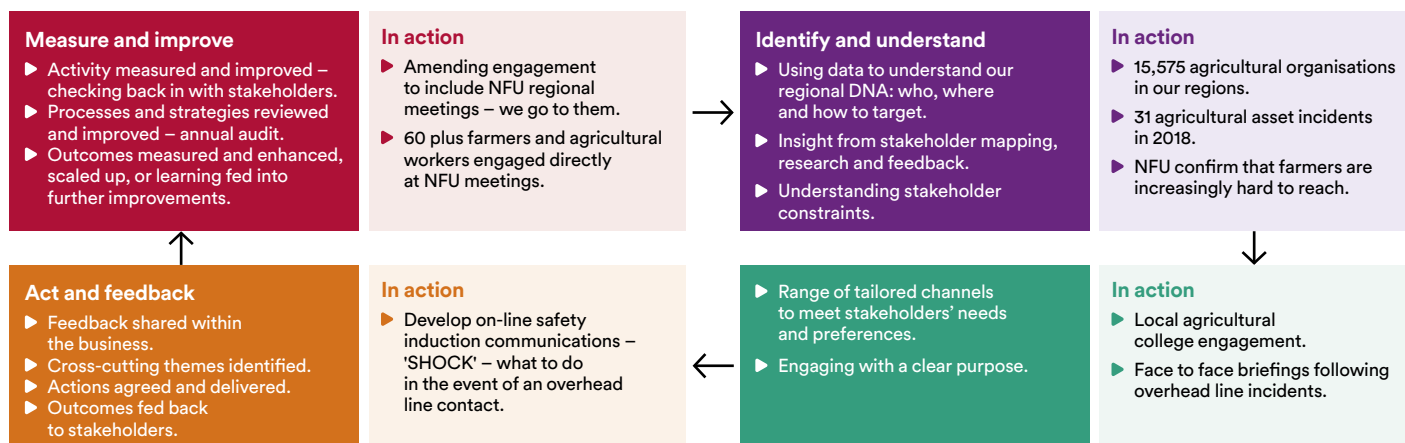 Measure and improve
Activity measured and improved –
checking back in with stakeholders.
Processes and strategies reviewed
and improved – annual audit.
Outcomes measured and enhanced,
scaled up, or learning fed into
further improvements.
In action
Amending engagement
to include NFU regional
meetings – we go to them.
60 plus farmers and agricultural
workers engaged directly
at NFU meetings.
Identify and understand
Using data to understand our
regional DNA: who, where
and how to target.
Insight from stakeholder mapping,
research and feedback.
Understanding stakeholder
constraints.
In action
15,575 agricultural organisations
in our regions.
31 agricultural asset incidents
in 2018.
NFU confirm that farmers are
increasingly hard to reach.
Act and feedback
Feedback shared within
the business.
Cross-cutting themes identified.
Actions agreed and delivered.
Outcomes fed back
to stakeholders.
In action
Develop on-line safety
induction communications –
'SHOCK' – what to do
in the event of an overhead
line contact.
Range of tailored channels
to meet stakeholders’ needs
and preferences.
Engaging with a clear purpose.
In action
Local agricultural
college engagement.
Face to face briefings following
overhead line incidents.